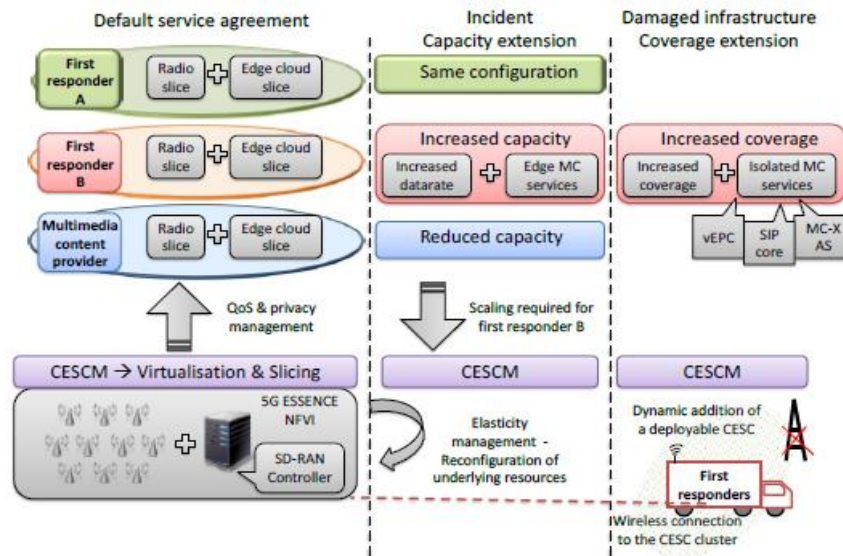 Default service agreement
Incident
Capacity extension
Damaged infrastructure
Coverage extension
First
responder
A
Radio
slice
Edge cloud
slice
Same configuration
First
responder
B
Radio
slice
Edge cloud
slice
Increased capacity
Increased
datarate
Edge MC
services
Increased coverage
Increased
coverage
Isolated MC
services
vEPC
SIP
core
MC-X
AS
Multimedia
content
provider
Radio
slice
Edge cloud
slice
Reduced capacity
QoS & privacy
management
Scaling required for
first responder B
CESCM → Virtualisation & Slicing
CESCM
CESCM
5G ESSENCE
NFVI
SD-RAN
Controller
Elasticity
management -
Reconfiguration of
underlying resources
Dynamic addition of
a deployable CESC
First
responders
Wireless connection
to the CESC cluster